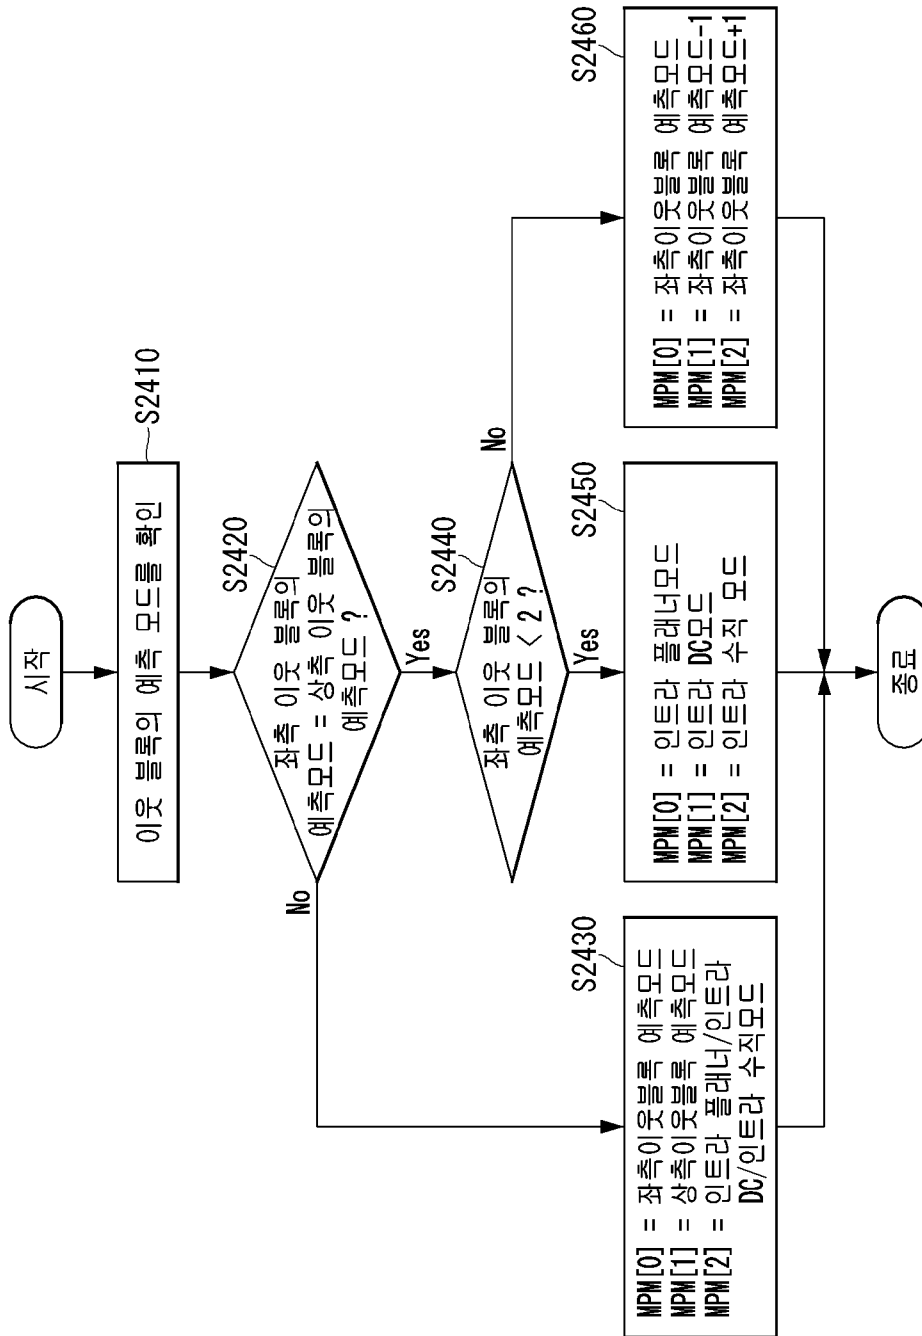 시작
이웃 블록의 예측 모드를 확인
S2410
좌측 이웃 블록의
예측모드 = 상측 이웃 블록의
예측모드 ?
S2420
No
Yes
좌측 이웃 블록의
예측모드 < 2 ?
S2440
No
Yes
S2430
MPM[0] = 좌측이웃블록 예측모드
MPM[1] = 상측이웃블록 예측모드
MPM[2] = 인트라 플래너/인트라
DC/인트라 수직모드
S2450
MPM[0] = 인트라 플래너모드
MPM[1] = 인트라 DC모드
MPM[2] = 인트라 수직 모드
S2460
MPM[0] = 좌측이웃블록 예측모드
MPM[1] = 좌측이웃블록 예측모드-1
MPM[2] = 좌측이웃블록 예측모드+1
종료